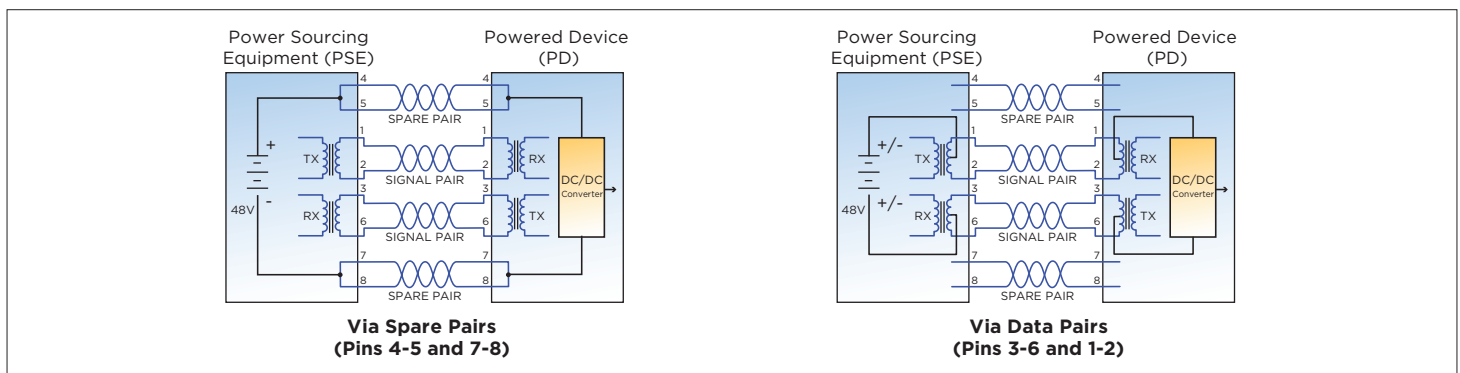 Power Sourcing
Equipment (PSE)
Powered Device
(PD)
4
4
5
5
SPARE PAIR
+
1
1
TX
RX
2
2
SIGNAL PAIR
3
3
-
48V
RX
TX
6
6
SIGNAL PAIR
DC/DC
Converter
7
7
8
8
SPARE PAIR
Via Spare Pairs
(Pins 4-5 and 7-8)
Power Sourcing
Equipment (PSE)
Powered Device
(PD)
4
4
5
5
SPARE PAIR
+/-
1
1
TX
RX
2
2
SIGNAL PAIR
3
3
+/-
48V
RX
TX
6
6
SIGNAL PAIR
DC/DC
Converter
7
7
8
8
SPARE PAIR
Via Data Pairs
(Pins 3-6 and 1-2)